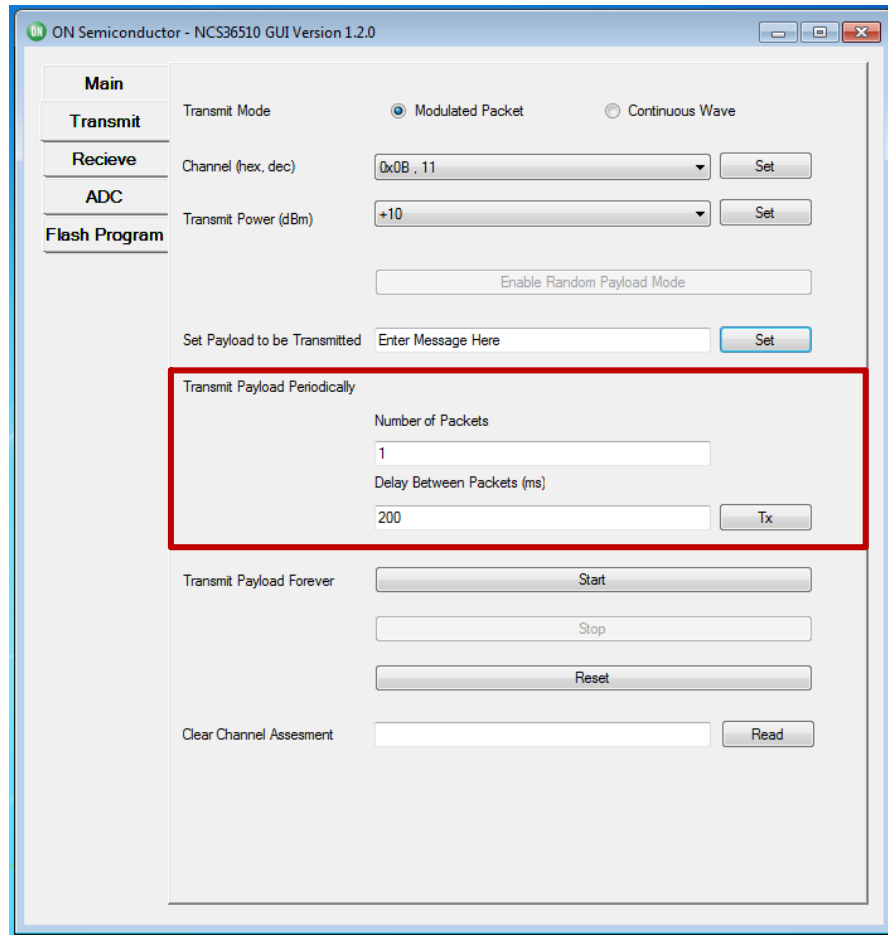 ON ON Semiconductor - NCS36510 GUI Version 1.2.0
Main
Transmit
Recieve
ADC
Flash Program
Transmit Mode Modulated Packet Continuous Wave
Channel (hex, dec) 0x0B , 11 Set
Transmit Power (dBm) +10 Set
Enable Random Payload Mode
Set Payload to be Transmitted Enter Message Here Set
Transmit Payload Periodically
Number of Packets
1
Delay Between Packets (ms)
200 Tx
Transmit Payload Forever Start
Stop
Reset
Clear Channel Assesment Read